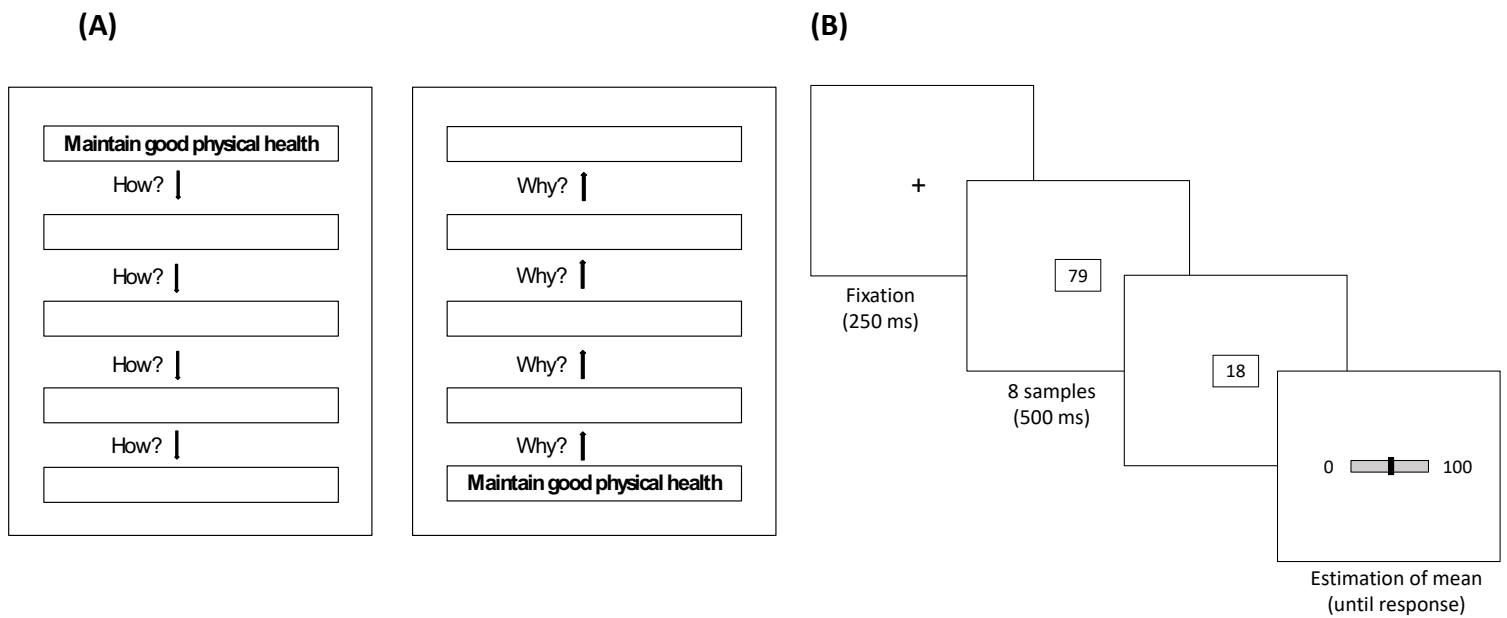 (A)
Maintain good physical health
How?
How?
How?
How?
Why?
Why?
Why?
Why?
Maintain good physical health
(B)
+
Fixation
(250 ms)
79
8 samples
(500 ms)
18
0 100
Estimation of mean
(until response)